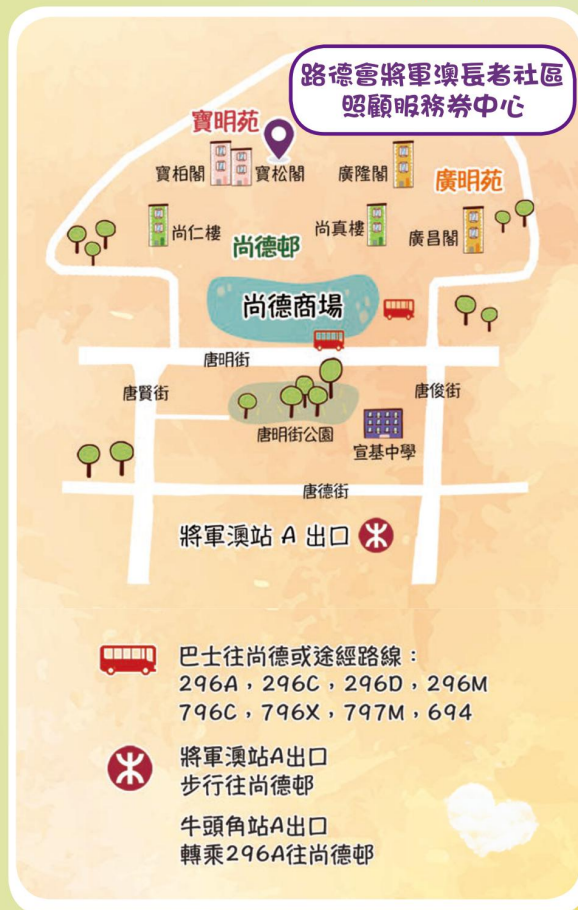 路德會將軍澳長者社區
照顧服務券中心
寶明苑
寶柏閣
寶松閣
廣隆閣
廣明苑
尚仁樓
尚德邨
尚真樓
廣昌閣
尚德商場
唐明街
唐賢街
唐俊街
唐明街公園
宣基中學
唐德街
將軍澳站 A 出口
巴士往尚德或途經路線：
296A，296C，296D，296M
796C，796X，797M，694
將軍澳站A出口
步行往尚德邨
牛頭角站A出口
轉乘296A往尚德邨